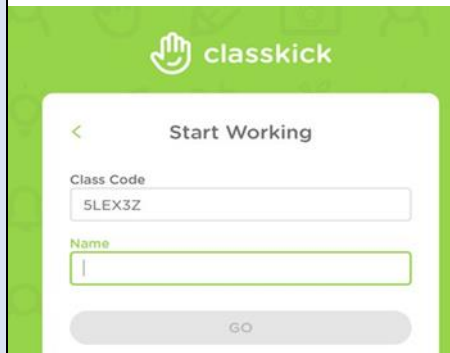 classkick
< Start Working
Class Code
5LEX3Z
Name
GO